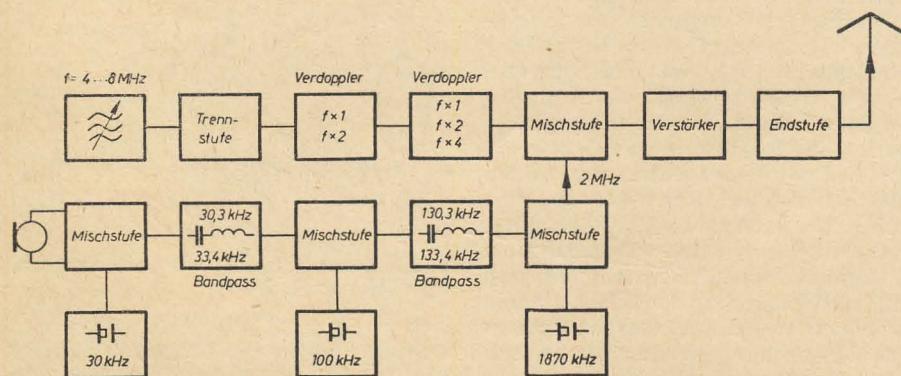 f = 4 ... 8 MHz
Verdoppler
Verdoppler
Trenn-
stufe
f × 1
f × 2
f × 1
f × 2
f × 4
Mischstufe
Verstärker
Endstufe
2 MHz
Mischstufe
30,3 kHz
33,4 kHz
Bandpass
Mischstufe
130,3 kHz
133,4 kHz
Bandpass
Mischstufe
30 kHz
100 kHz
1870 kHz